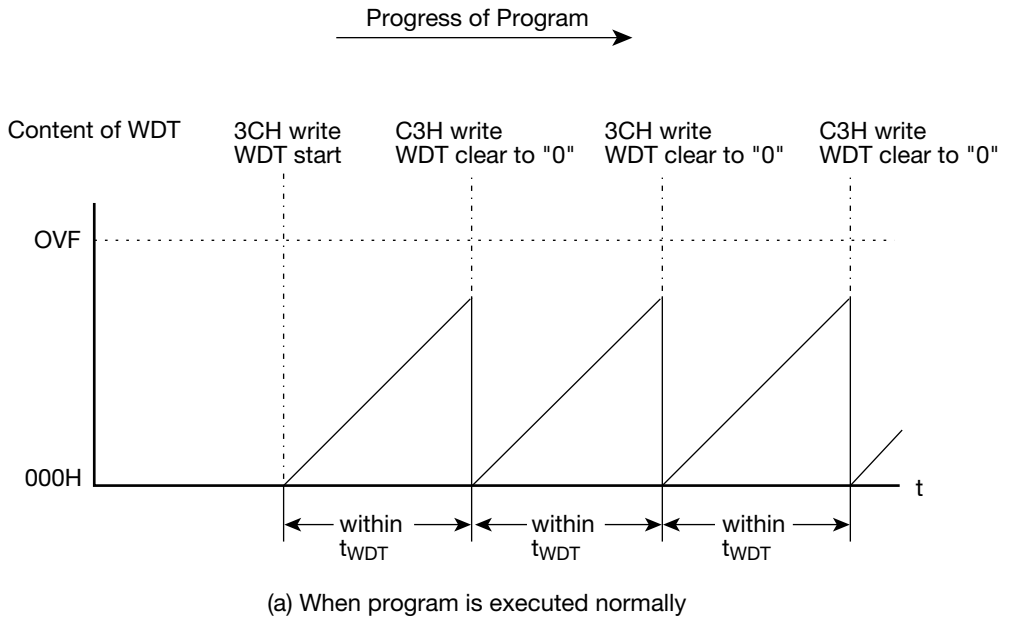 Progress of Program
Content of WDT
3CH write
WDT start
C3H write
WDT clear to "0"
3CH write
WDT clear to "0"
C3H write
WDT clear to "0"
OVF
000H
t
within
tWDT
within
tWDT
within
tWDT
(a) When program is executed normally